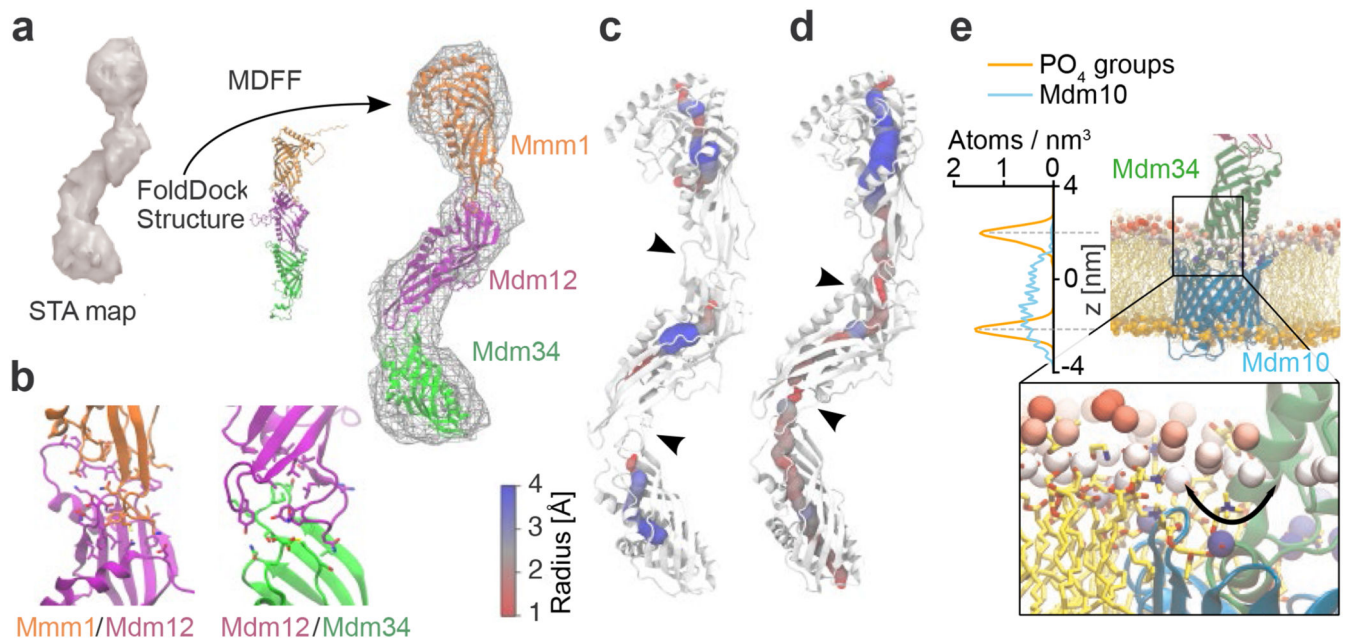 a
STA map
MDFF
FoldDock
Structure
Mmm1
Mdm12
Mdm34
b
Mmm1/Mdm12
Mdm12/Mdm34
c
d
4
3
2
1
Radius [Å]
e
PO4 groups
Mdm10
Atoms / nm³
2
1
0
4
0
-4
z [nm]
Mdm34
Mdm10